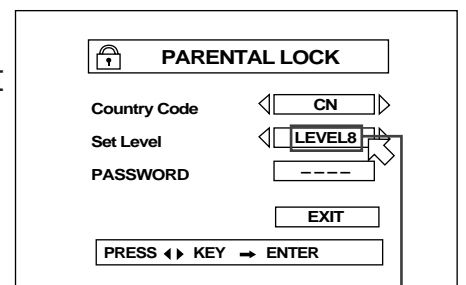 PARENTAL LOCK
Country Code CN
Set Level LEVEL8
PASSWORD – – – –
EXIT
PRESS ◀ ▶ KEY → ENTER